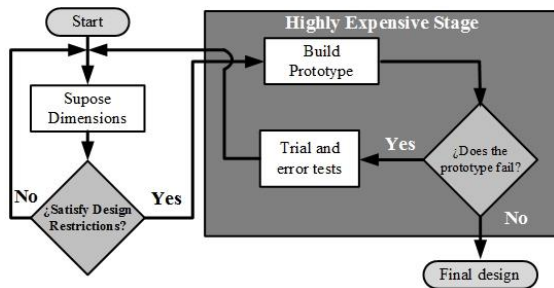 Start
Highly Expensive Stage
Build
Prototype
Supose
Dimensions
Trial and
error tests
Yes
¿Does the
prototype fail?
No
¿Satisfy Design
Restrictions?
Yes
No
Final design